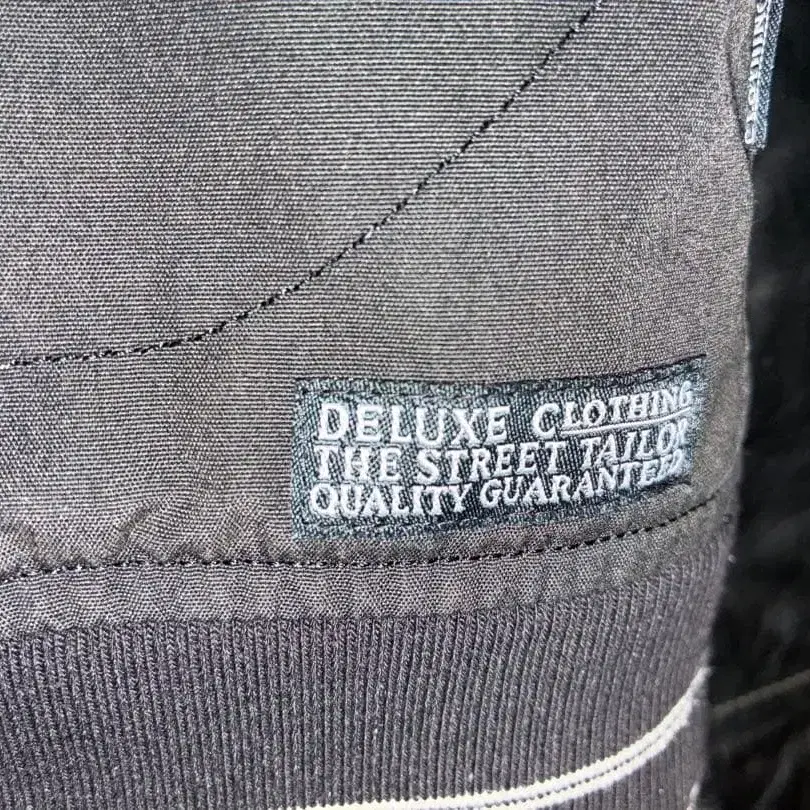 DELUXE CLOTHING
THE STREET TAILOR
QUALITY GUARANTEED